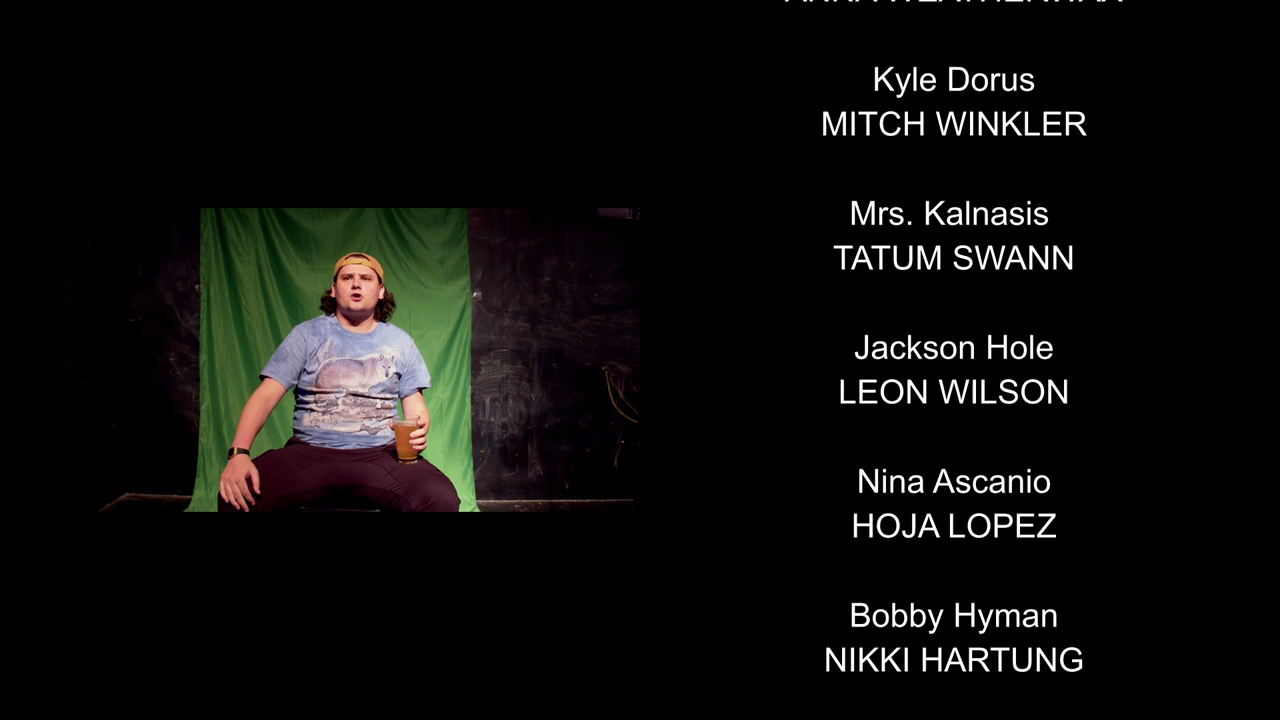 Kyle Dorus
MITCH WINKLER
Mrs. Kalnasis
TATUM SWANN
Jackson Hole
LEON WILSON
Nina Ascanio
HOJA LOPEZ
Bobby Hyman
NIKKI HARTUNG